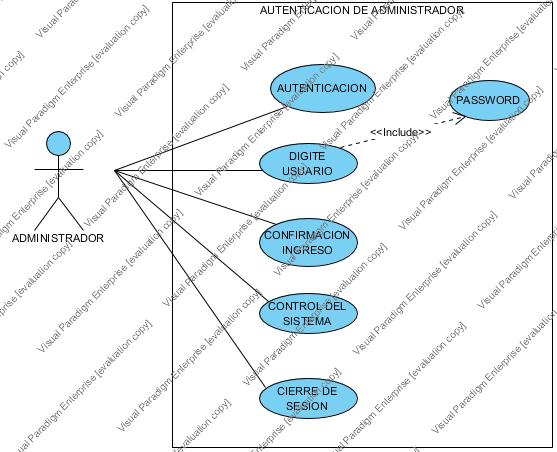 AUTENTICACION DE ADMINISTRADOR
AUTENTICACION
PASSWORD
<<Include>>
DIGITE
USUARIO
ADMINISTRADOR
CONFIRMACION
INGRESO
CONTROL DEL
SISTEMA
CIERRE DE
SESION
Visual Paradigm Enterprise [evaluation copy]